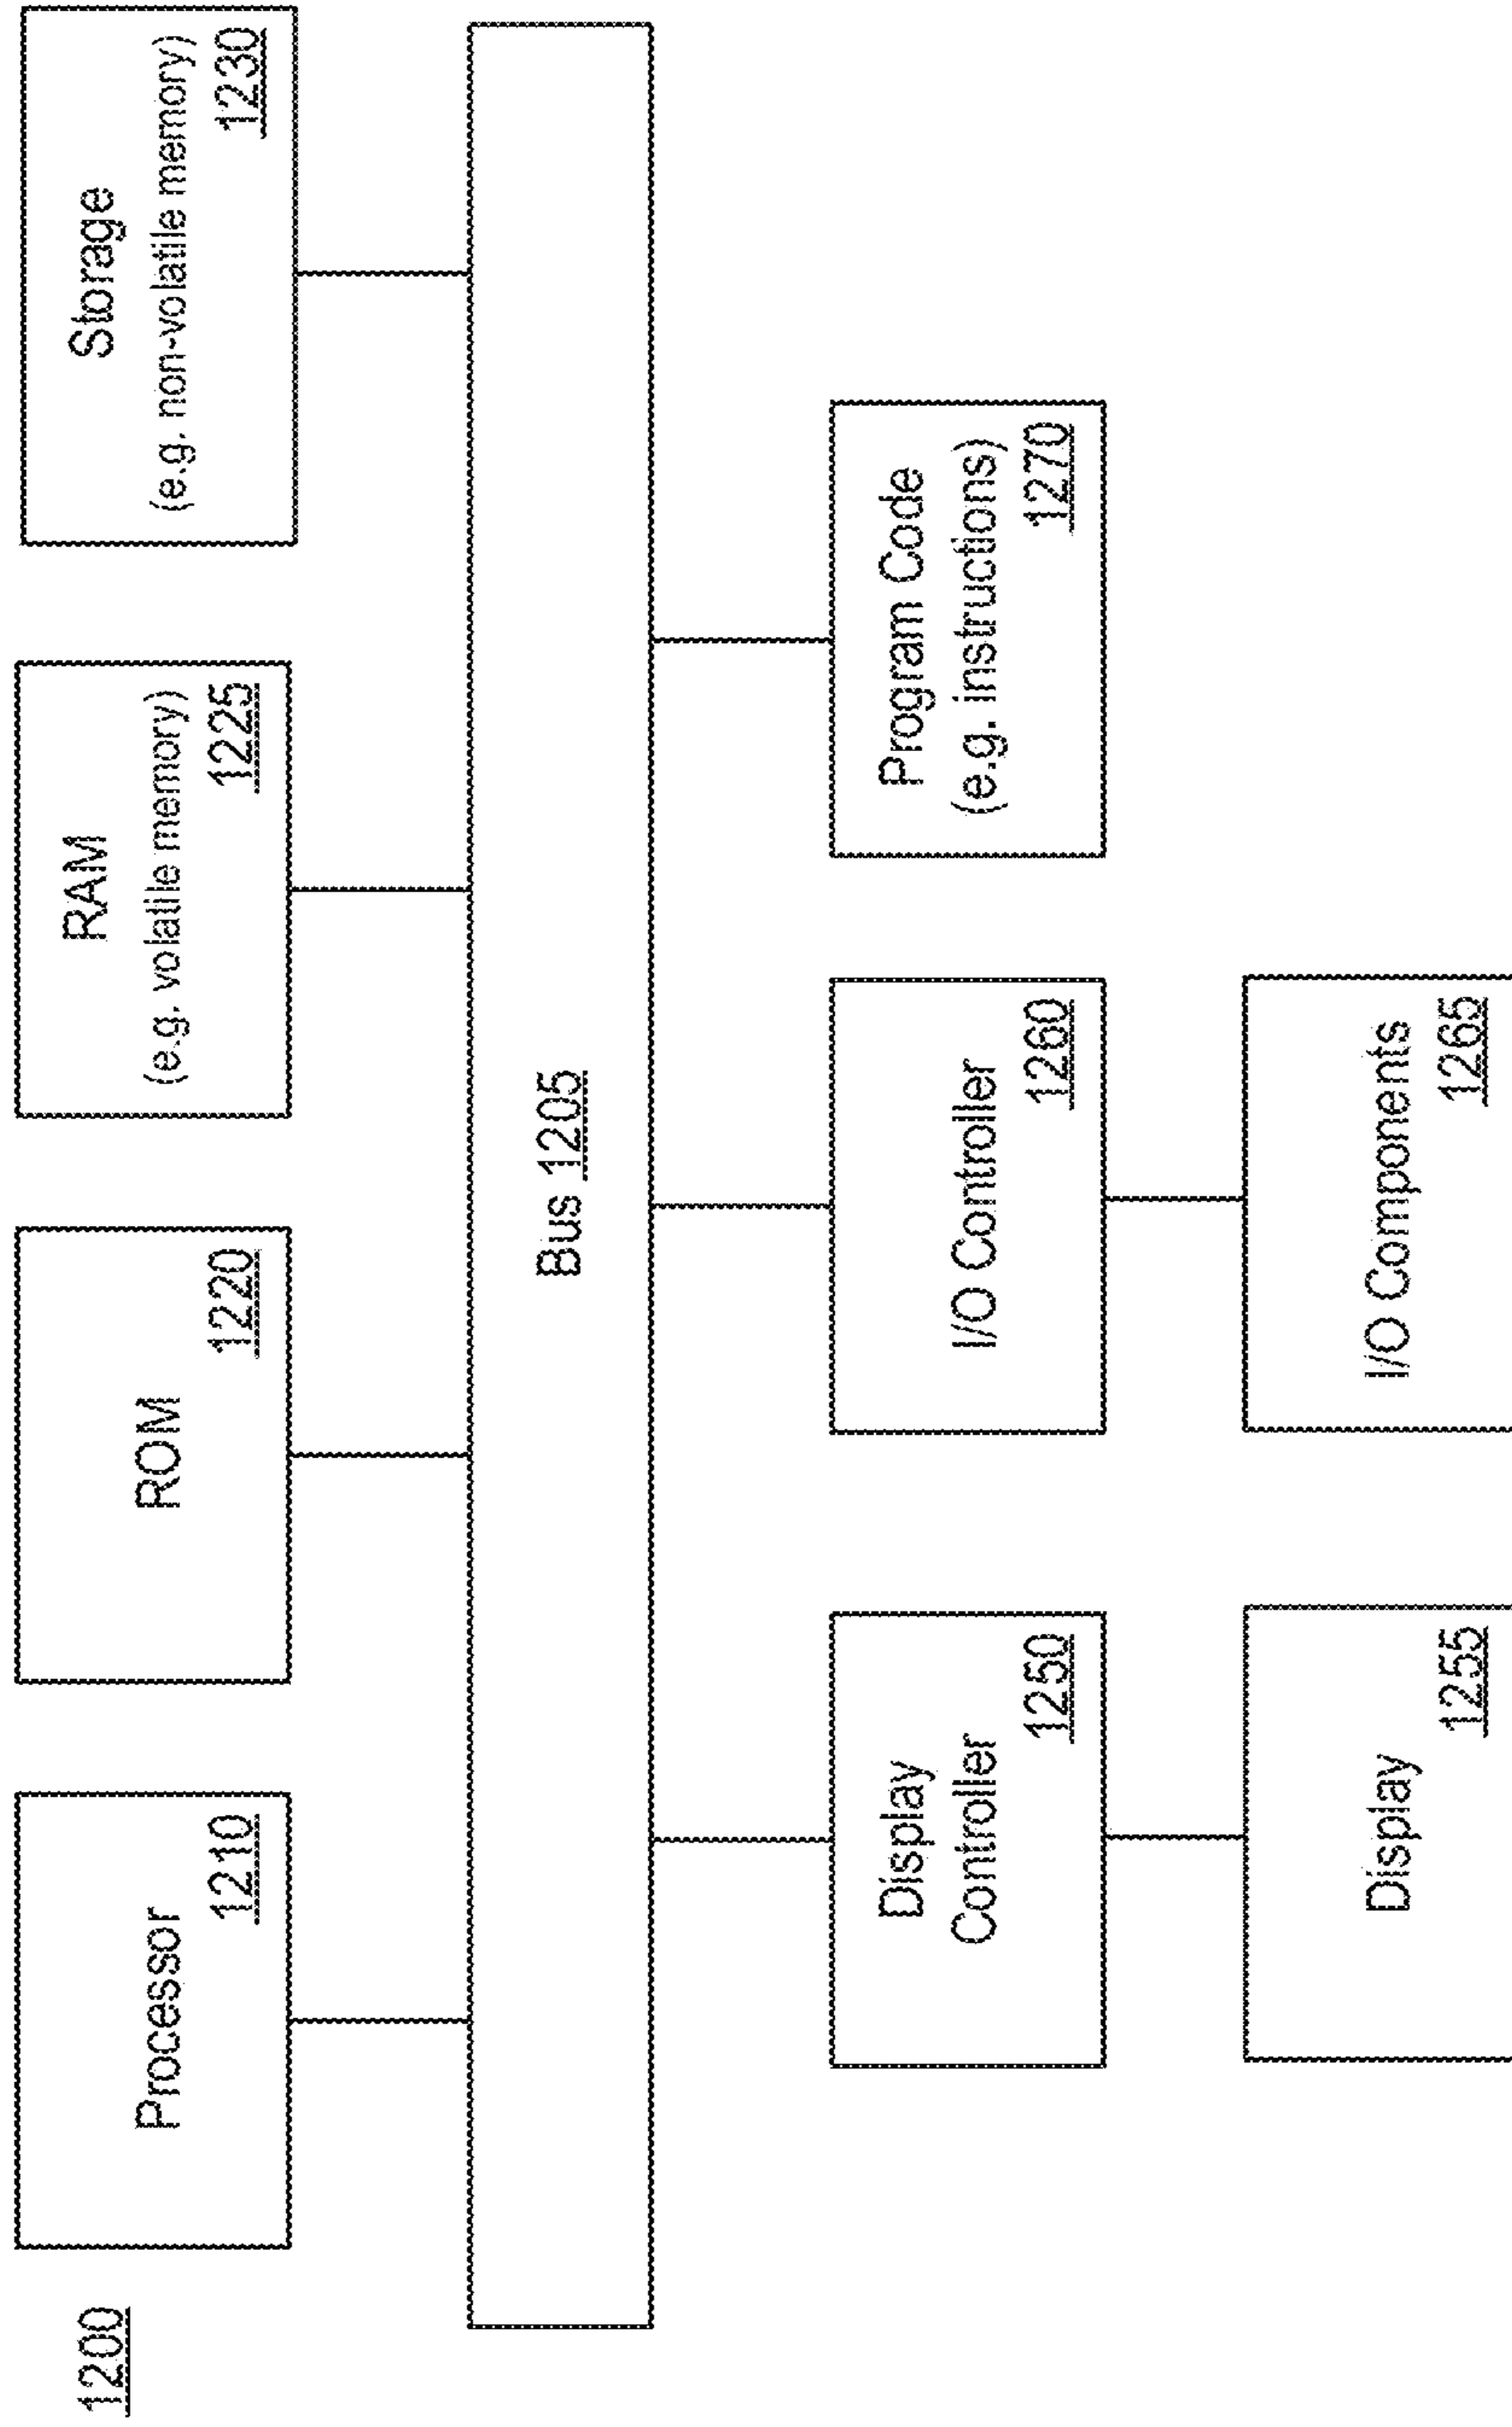 1200
Processor
1210
ROM
1220
RAM
(e.g. volatile memory)
1225
Storage
(e.g. non-volatile memory)
1230
Bus 1205
Display
Controller
1250
I/O Controller
1260
Program Code
(e.g. instructions)
1270
Display
1255
I/O Components
1265